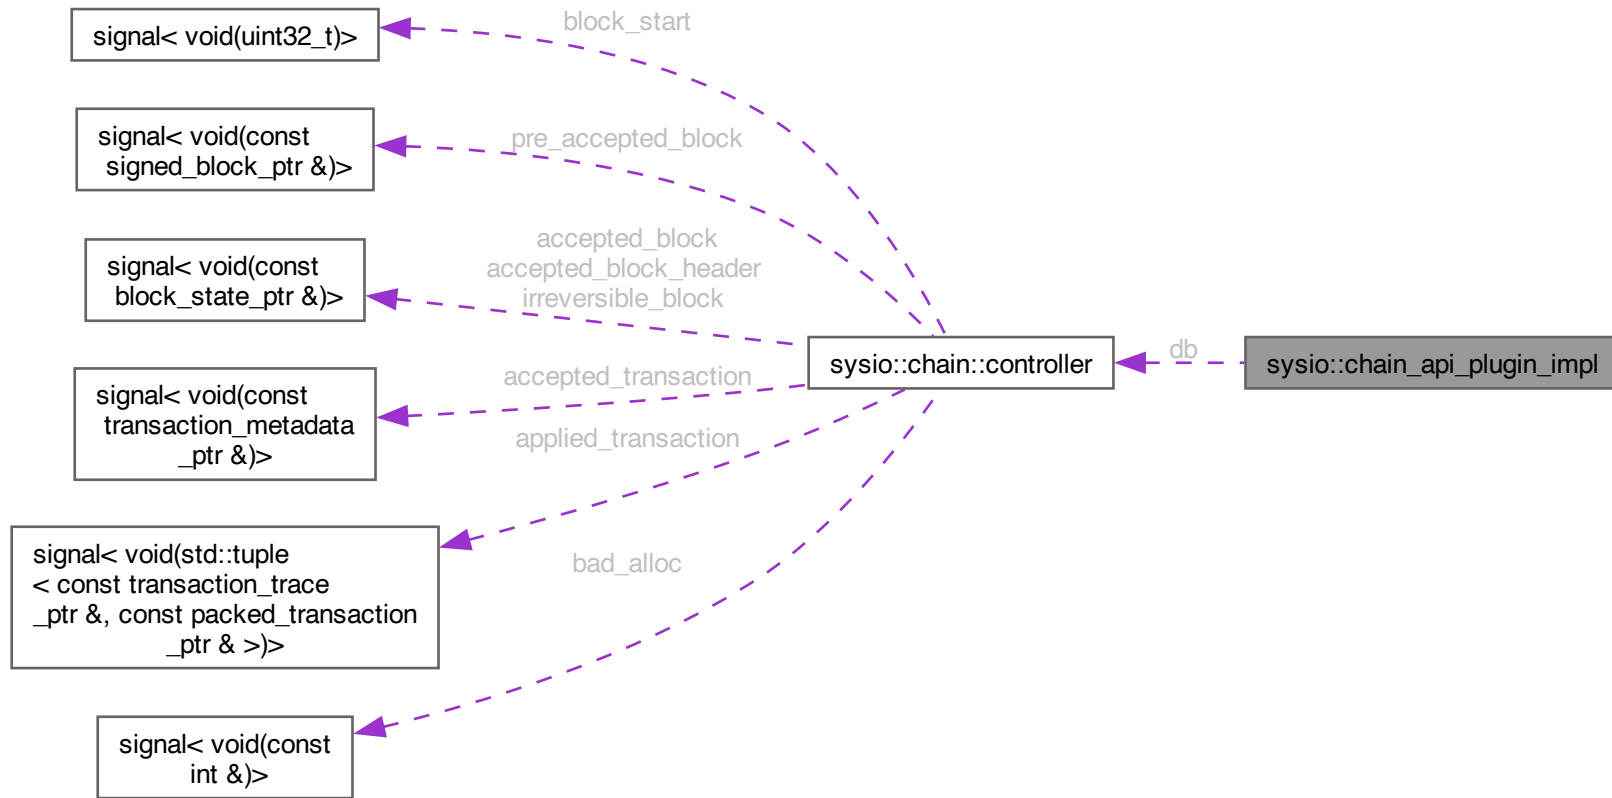 signal< void(uint32_t)>
block_start
signal< void(const
signed_block_ptr &)>
pre_accepted_block
signal< void(const
block_state_ptr &)>
accepted_block
accepted_block_header
irreversible_block
sysio::chain::controller
db
sysio::chain_api_plugin_impl
signal< void(const
transaction_metadata
_ptr &)>
accepted_transaction
applied_transaction
signal< void(std::tuple
< const transaction_trace
_ptr &, const packed_transaction
_ptr & >)>
bad_alloc
signal< void(const
int &)>